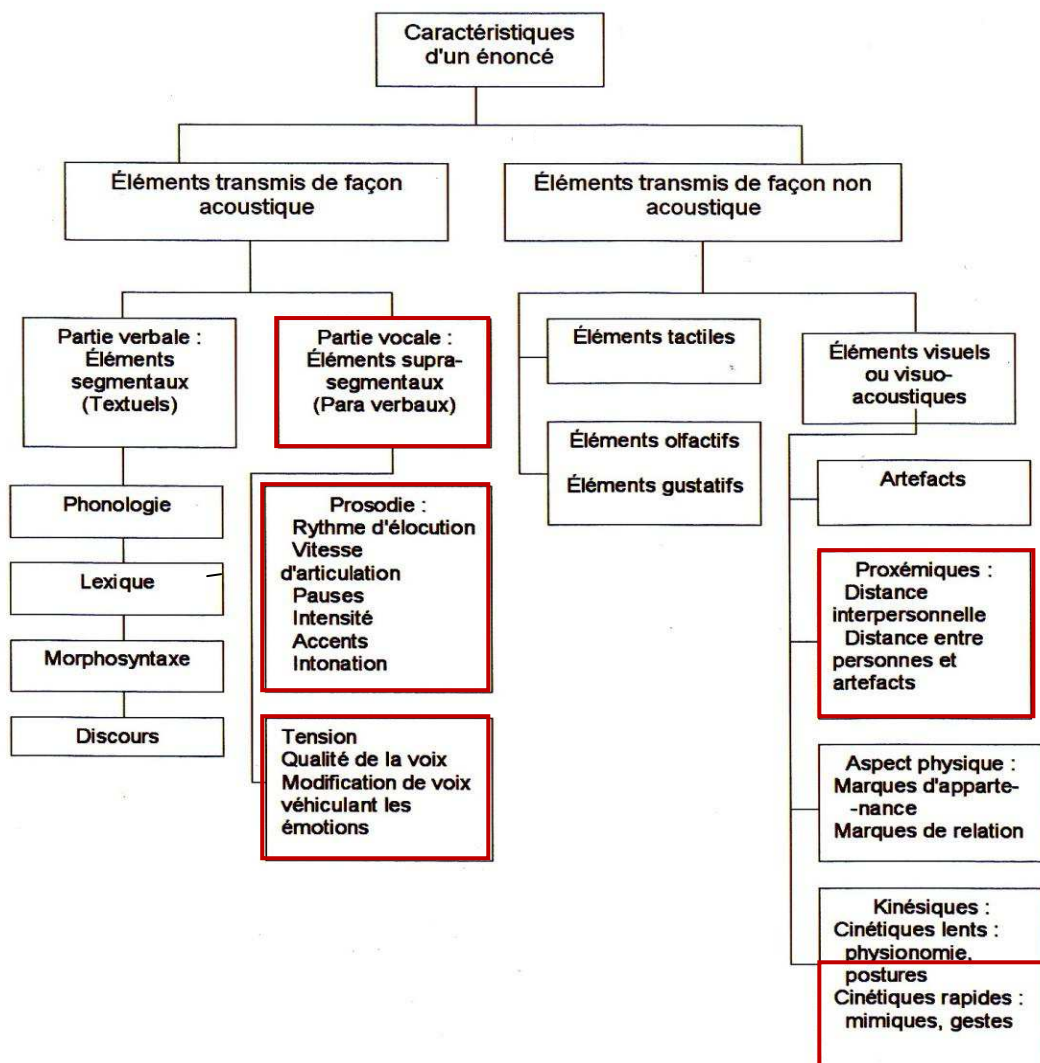 Caractéristiques
d'un énoncé
Éléments transmis de façon
acoustique
Éléments transmis de façon non
acoustique
Partie verbale :
Éléments
segmentaux
(Textuels)
Partie vocale :
Éléments supra-
segmentaux
(Para verbaux)
Éléments tactiles
Éléments visuels
ou visuo-
acoustiques
Éléments olfactifs
Éléments gustatifs
Phonologie
Lexique
Morphosyntaxe
Discours
Prosodie :
Rythme d'élocution
Vitesse
d'articulation
Pauses
Intensité
Accents
Intonation
Tension
Qualité de la voix
Modification de voix
véhiculant les
émotions
Artefacts
Proxémiques :
Distance
interpersonnelle
Distance entre
personnes et
artefacts
Aspect physique :
Marques d'apparte-
-nance
Marques de relation
Kinésiques :
Cinétiques lents :
physionomie,
postures
Cinétiques rapides :
mimiques, gestes